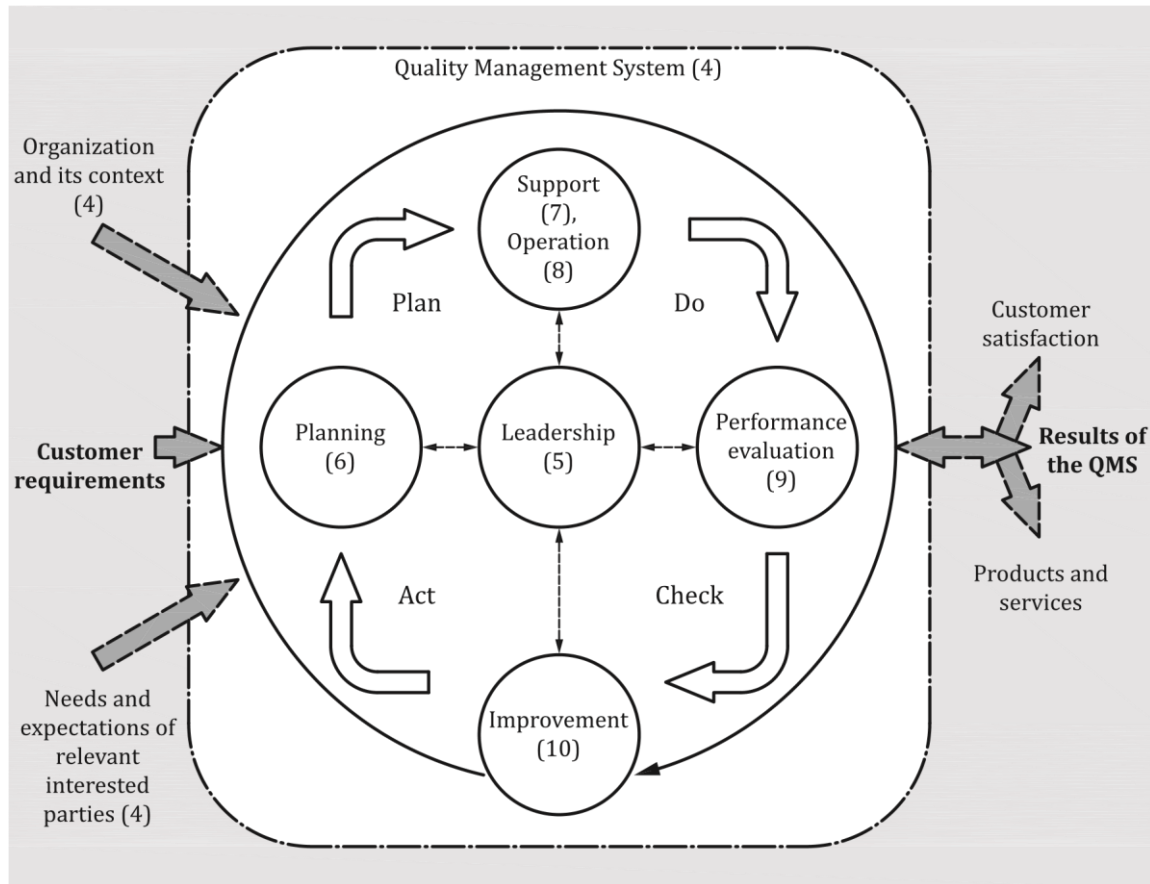 Quality Management System (4)
Organization
and its context
(4)
Support
(7),
Operation
(8)
Plan
Do
Customer
satisfaction
Planning
(6)
Leadership
(5)
Performance
evaluation
(9)
Customer
requirements
Results of
the QMS
Act
Check
Products and
services
Needs and
expectations of
relevant
interested
parties (4)
Improvement
(10)